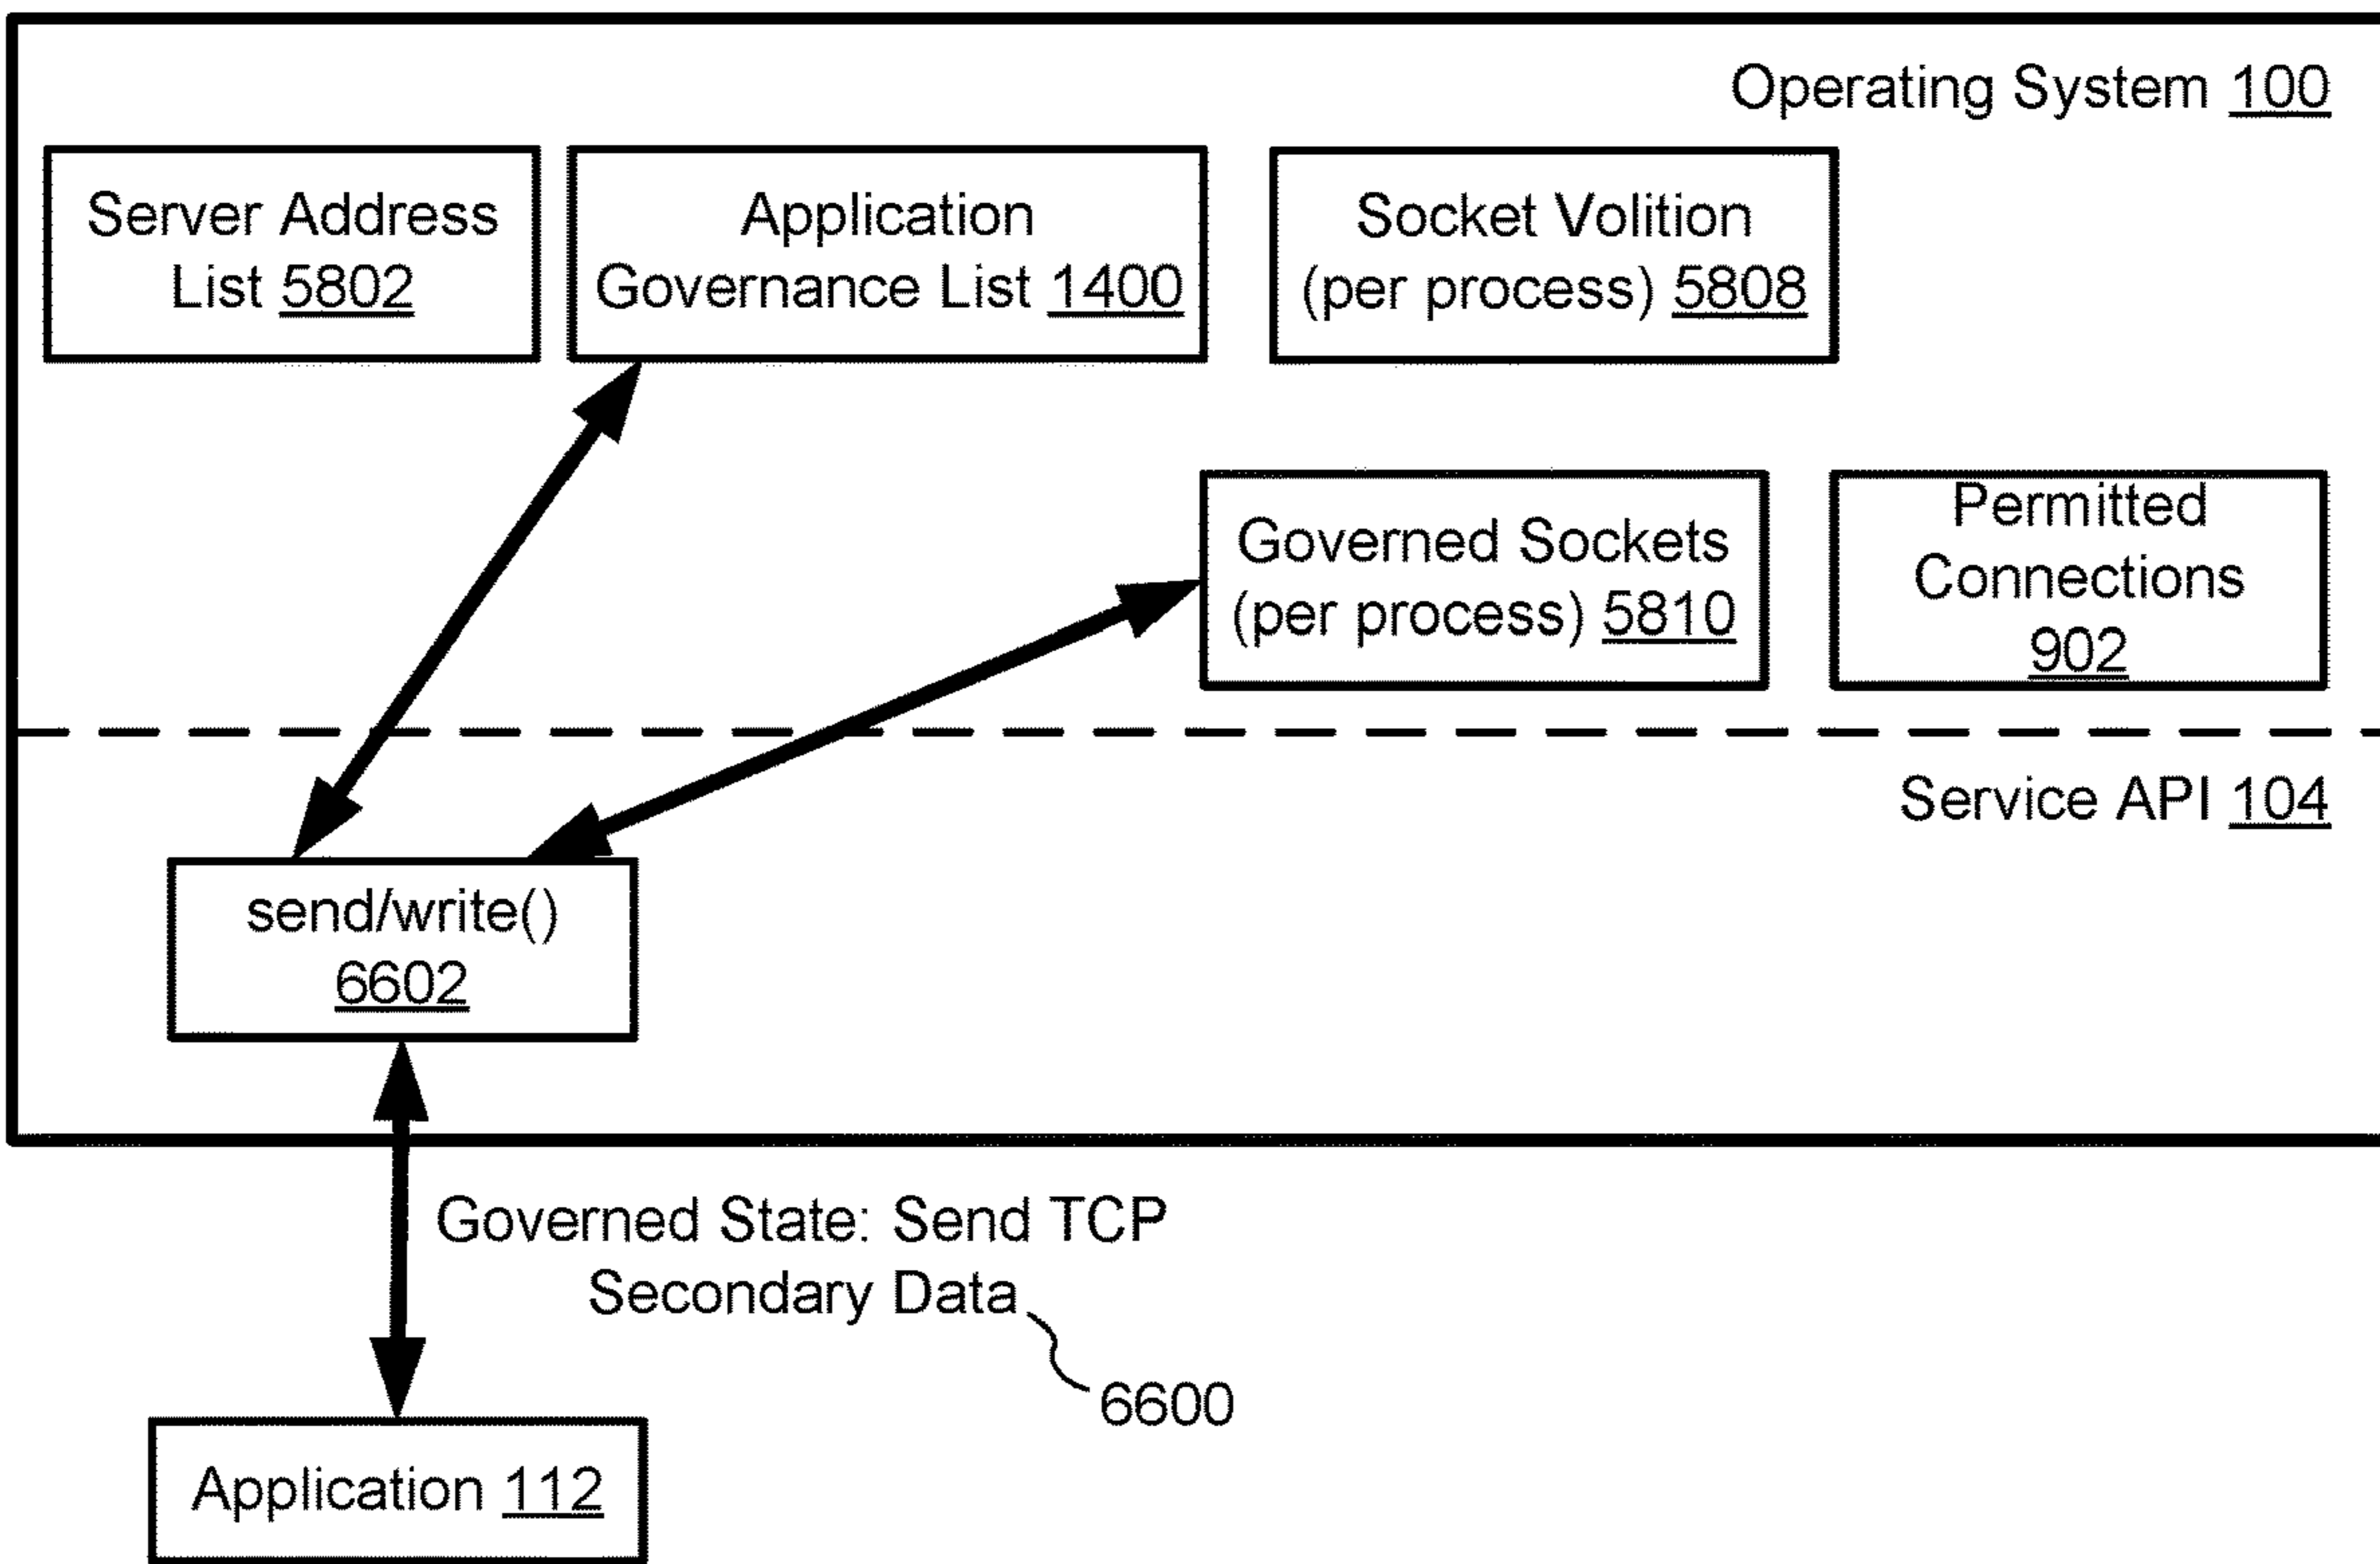 Operating System 100
Server Address
List 5802
Application
Governance List 1400
Socket Volition
(per process) 5808
Governed Sockets
(per process) 5810
Permitted
Connections
902
Service API 104
send/write()
6602
Governed State: Send TCP
Secondary Data
6600
Application 112